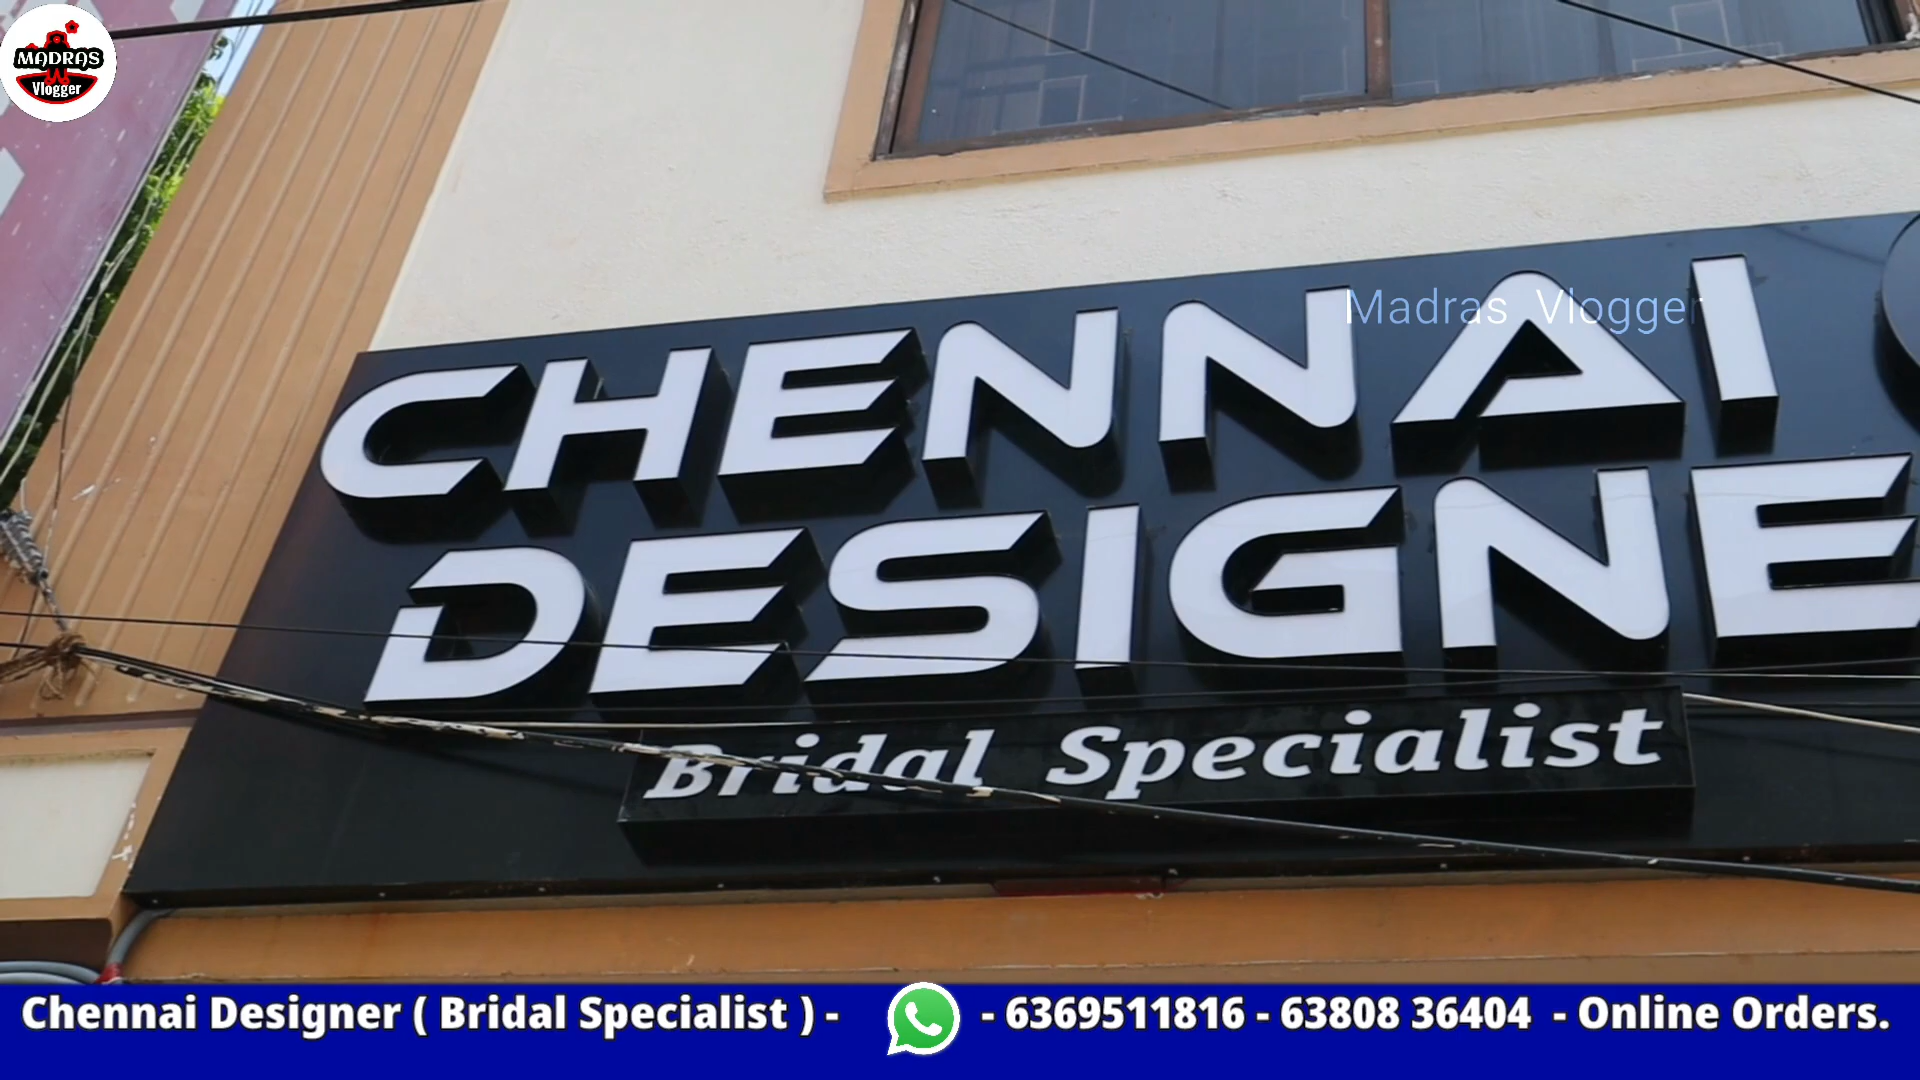 MADRAS
Vlogger
Madras Vlogger
CHENNAI
DESIGNE
Bridal Specialist
Chennai Designer ( Bridal Specialist ) - - 6369511816 - 63808 36404 - Online Orders.